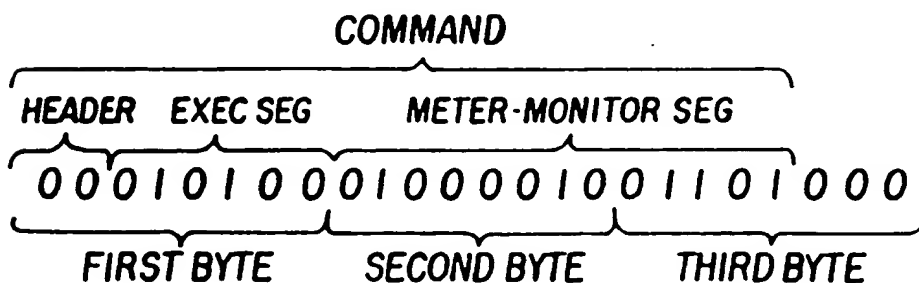 COMMAND
HEADER EXEC SEG METER-MONITOR SEG
0 0 0 1 0 1 0 0 0 1 0 0 0 0 1 0 0 1 1 0 1 0 0 0
FIRST BYTE SECOND BYTE THIRD BYTE